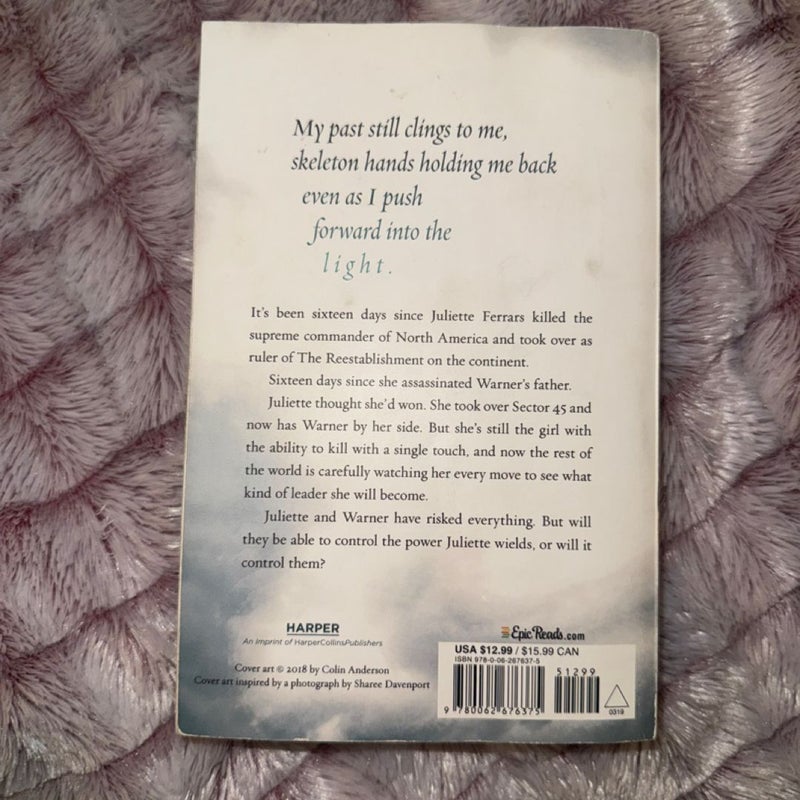 My past still clings to me,
skeleton hands holding me back
even as I push
forward into the
light.
It's been sixteen days since Juliette Ferrars killed the
supreme commander of North America and took over as
ruler of The Reestablishment on the continent.
Sixteen days since she assassinated Warner's father.
Juliette thought she'd won. She took over Sector 45 and
now has Warner by her side. But she's still the girl with
the ability to kill with a single touch, and now the rest of
the world is carefully watching her every move to see what
kind of leader she will become.
Juliette and Warner have risked everything. But will
they be able to control the power Juliette wields, or will it
control them?
HARPER
An Imprint of HarperCollinsPublishers
Cover art © 2018 by Colin Anderson
Cover art inspired by a photograph by Sharee Davenport
Epic Reads.com
USA $12.99 / $15.99 CAN
ISBN 978-0-06-267637-5
51299
9 780062 676375
0319